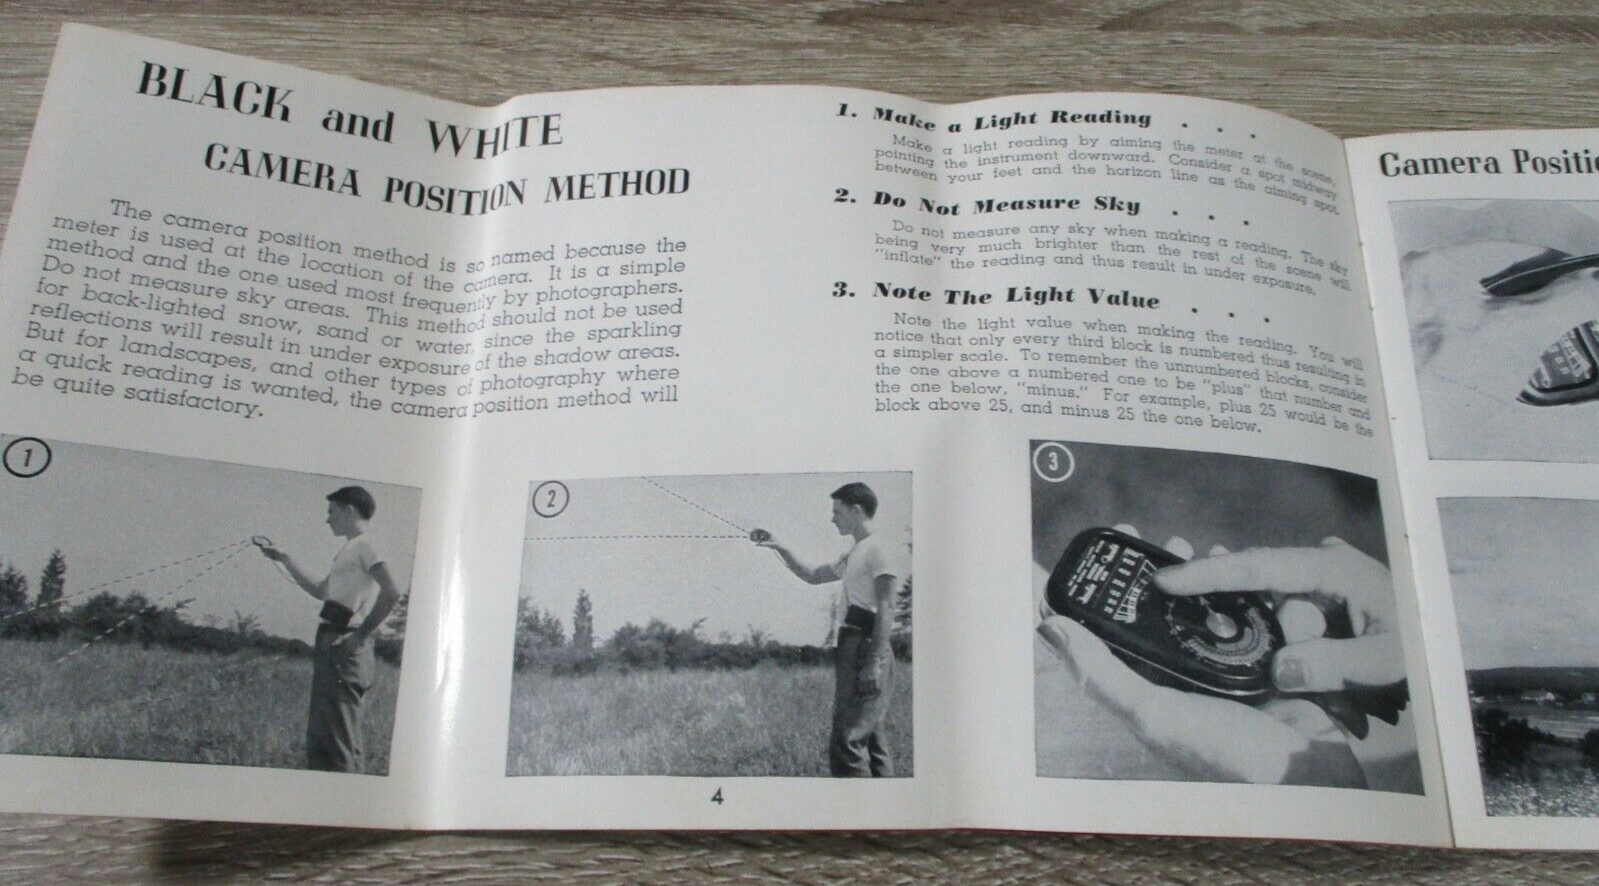 BLACK and WHITE
CAMERA POSITION METHOD
The camera position method is so named because the
meter is used at the location of the camera. It is a simple
method and the one used most frequently by photographers.
Do not measure sky areas. This method should not be used
for back-lighted snow, sand or water, since the sparkling
reflections will result in under exposure of the shadow areas.
But for landscapes, and other types of photography where
a quick reading is wanted, the camera position method will
be quite satisfactory.
1. Make a Light Reading . . .
Make a light reading by aiming the meter at the scene,
pointing the instrument downward. Consider a spot midway
between your feet and the horizon line as the aiming spot.
2. Do Not Measure Sky . . .
Do not measure any sky when making a reading. The sky
being very much brighter than the rest of the scene will
"inflate" the reading and thus result in under exposure.
3. Note The Light Value . . .
Note the light value when making the reading. You will
notice that only every third block is numbered thus resulting in
a simpler scale. To remember the unnumbered blocks, consider
the one above a numbered one to be "plus" that number and
the one below, "minus." For example, plus 25 would be the
block above 25, and minus 25 the one below.
1
2
3
4
Camera Positio